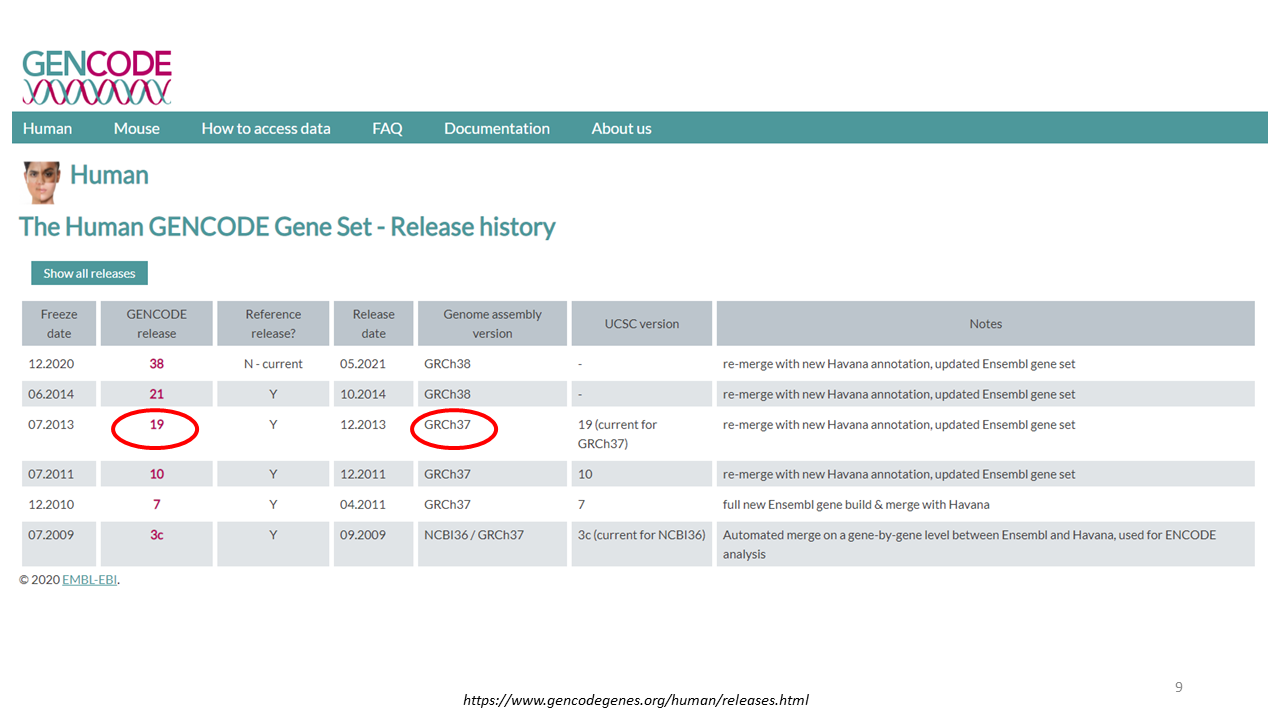 GENCODE
Human Mouse How to access data FAQ Documentation About us
Human
The Human GENCODE Gene Set - Release history
Show all releases
Freeze date GENCODE release Reference release? Release date Genome assembly version UCSC version Notes
12.2020 38 N - current 05.2021 GRCh38 - re-merge with new Havana annotation, updated Ensembl gene set
06.2014 21 Y 10.2014 GRCh38 - re-merge with new Havana annotation, updated Ensembl gene set
07.2013 19 Y 12.2013 GRCh37 19 (current for GRCh37) re-merge with new Havana annotation, updated Ensembl gene set
07.2011 10 Y 12.2011 GRCh37 10 re-merge with new Havana annotation, updated Ensembl gene set
12.2010 7 Y 04.2011 GRCh37 7 full new Ensembl gene build & merge with Havana
07.2009 3c Y 09.2009 NCBI36 / GRCh37 3c (current for NCBI36) Automated merge on a gene-by-gene level between Ensembl and Havana, used for ENCODE analysis
© 2020 EMBL-EBI.
9
https://www.gencodegenes.org/human/releases.html